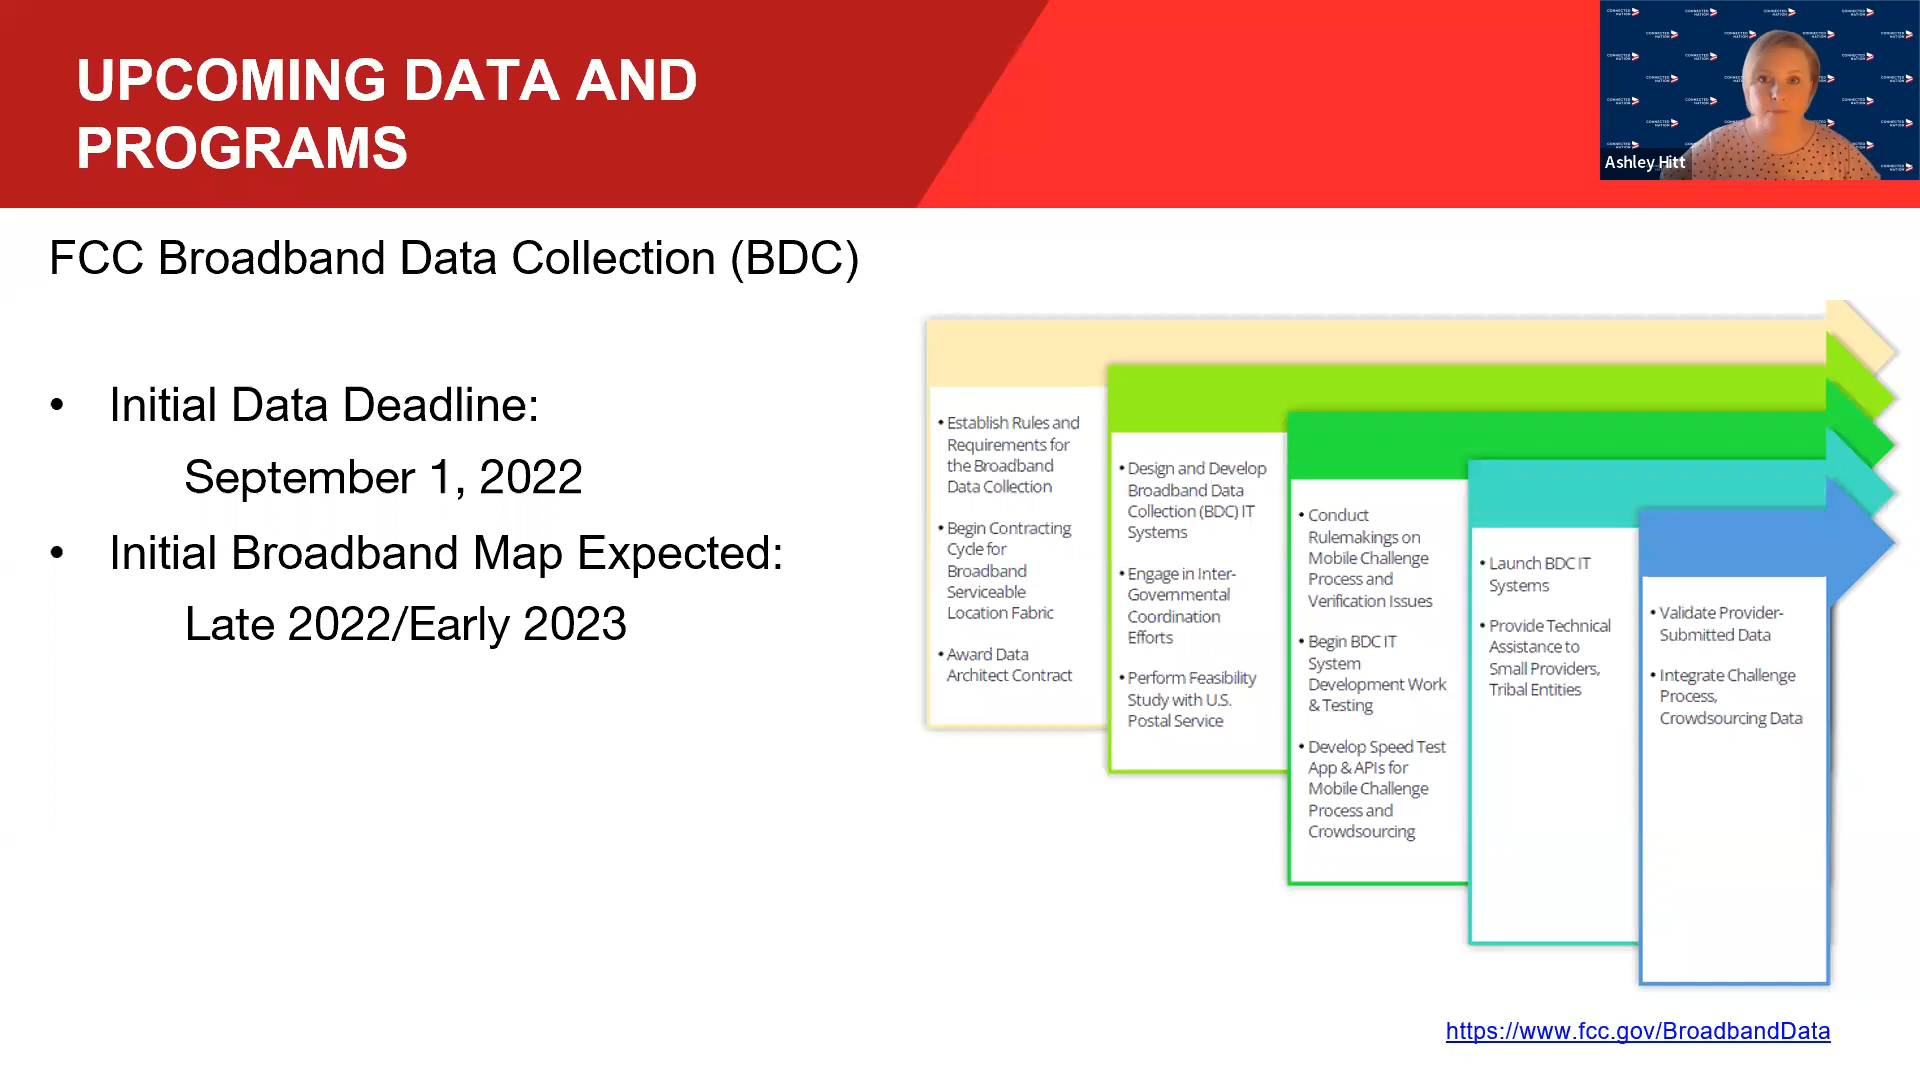 UPCOMING DATA AND
PROGRAMS
CONNECTED
NATION
Ashley Hitt
FCC Broadband Data Collection (BDC)
• Initial Data Deadline:
September 1, 2022
• Initial Broadband Map Expected:
Late 2022/Early 2023
• Establish Rules and
Requirements for
the Broadband
Data Collection
• Begin Contracting
Cycle for
Broadband
Serviceable
Location Fabric
• Award Data
Architect Contract
• Design and Develop
Broadband Data
Collection (BDC) IT
Systems
• Engage in Inter-
Governmental
Coordination
Efforts
• Perform Feasibility
Study with U.S.
Postal Service
• Conduct
Rulemakings on
Mobile Challenge
Process and
Verification Issues
• Begin BDC IT
System
Development Work
& Testing
• Develop Speed Test
App & APIs for
Mobile Challenge
Process and
Crowdsourcing
• Launch BDC IT
Systems
• Provide Technical
Assistance to
Small Providers,
Tribal Entities
• Validate Provider-
Submitted Data
• Integrate Challenge
Process,
Crowdsourcing Data
https://www.fcc.gov/BroadbandData